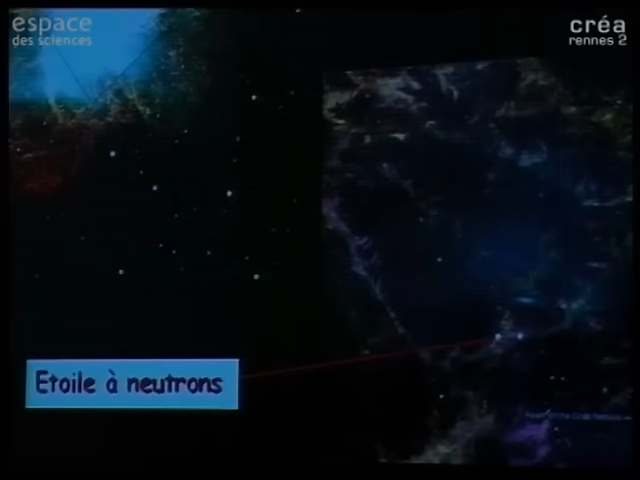 espace
des sciences
créa
rennes 2
Etoile à neutrons